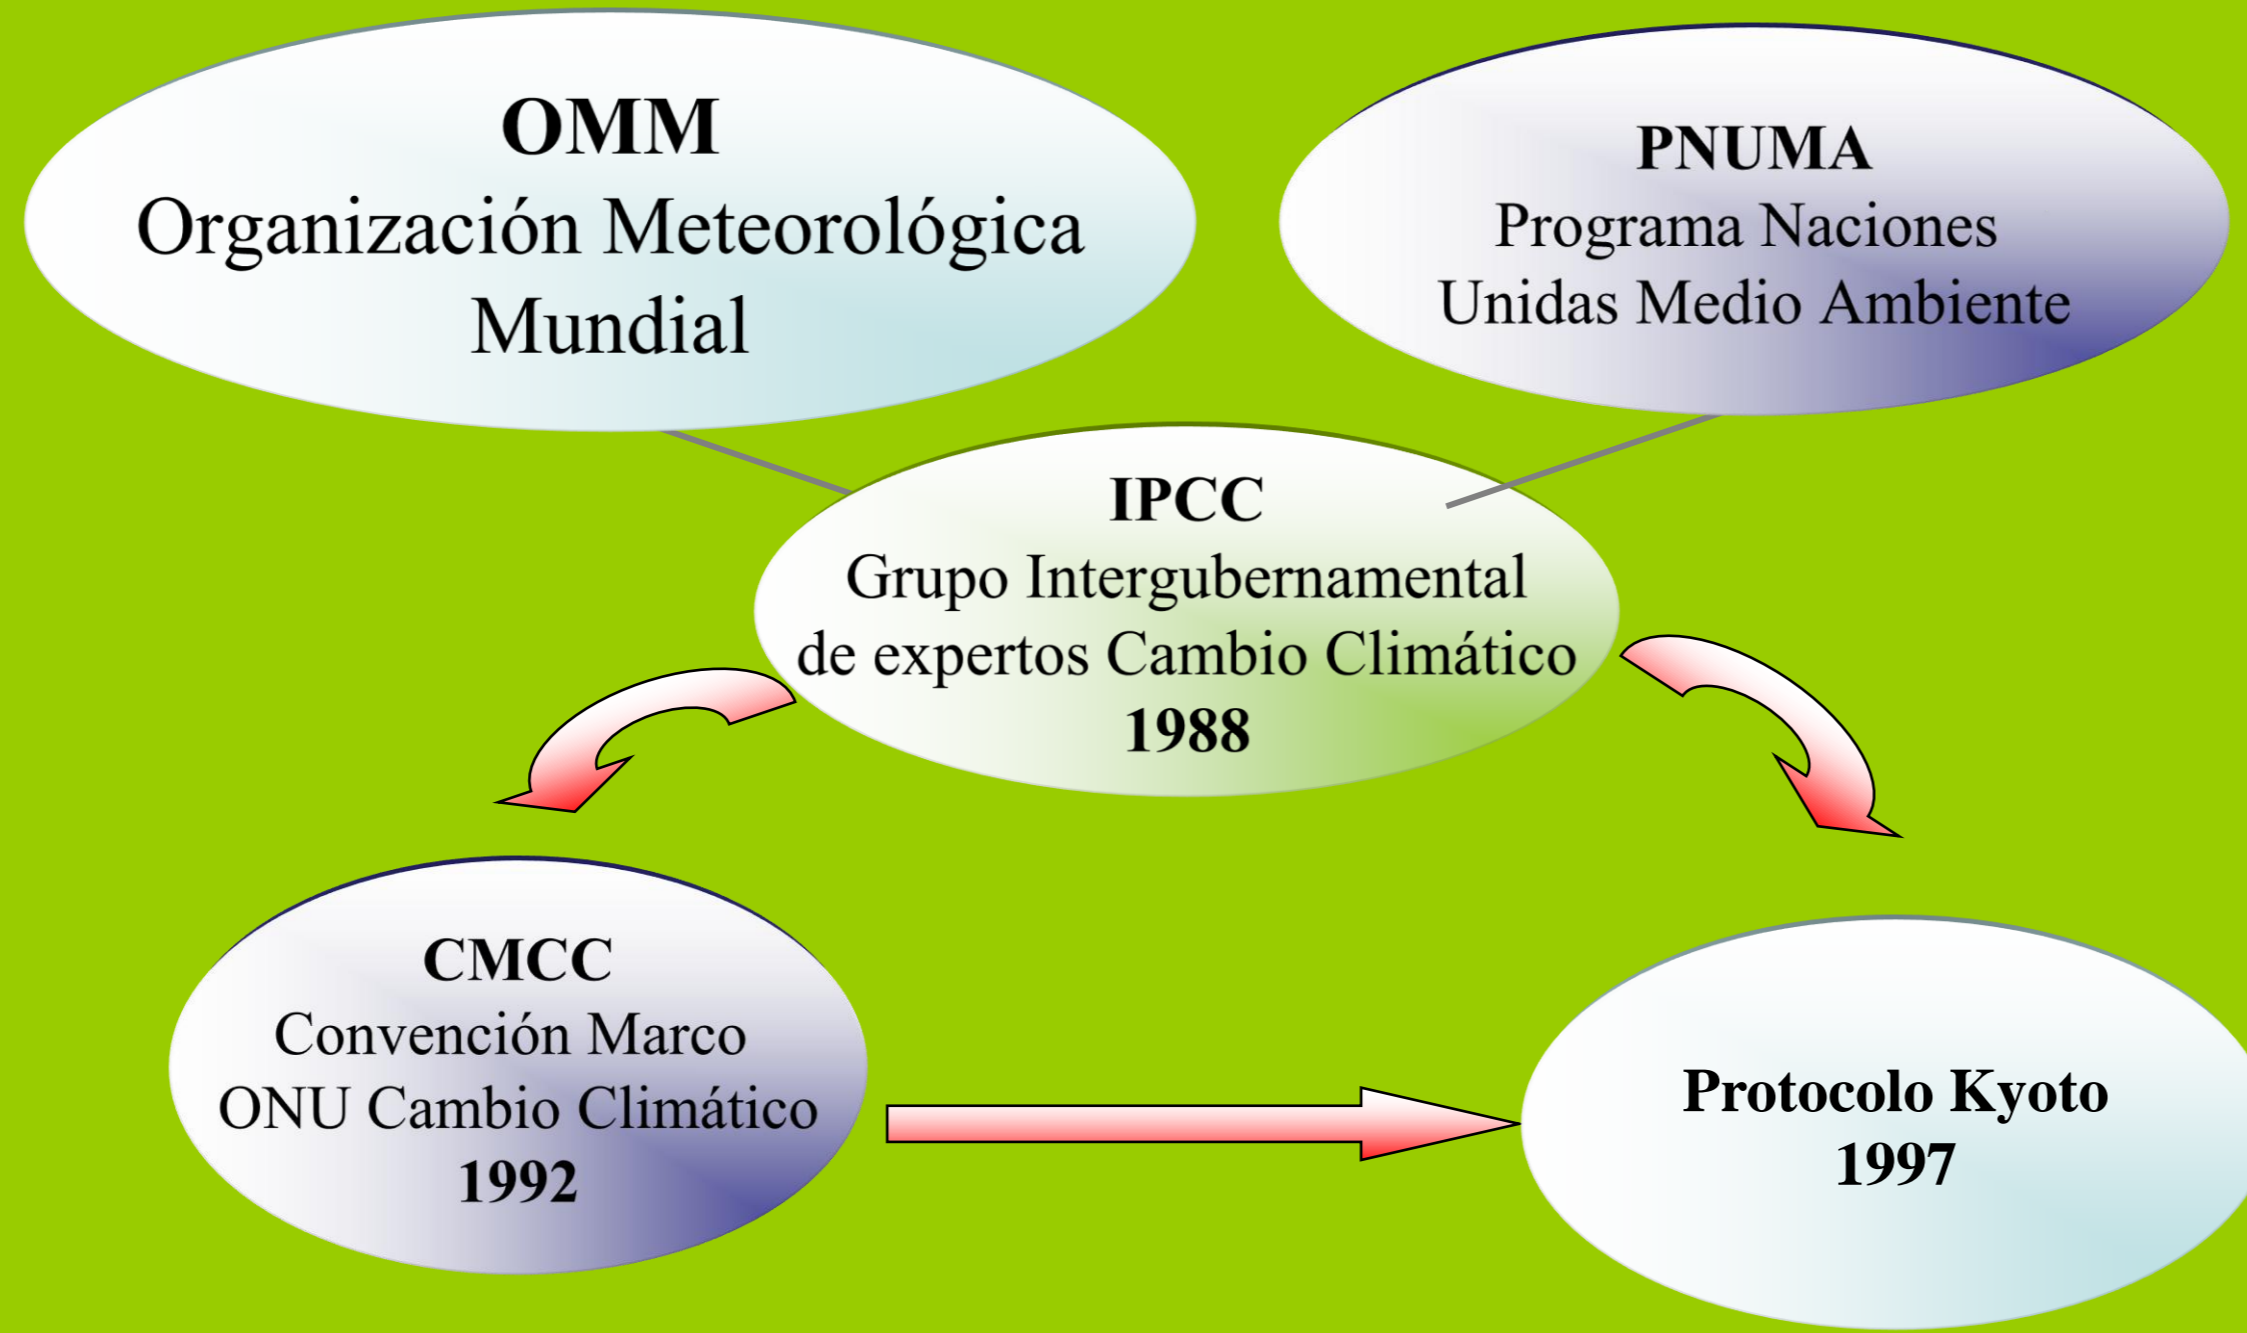 OMM
Organización Meteorológica
Mundial
PNUMA
Programa Naciones
Unidas Medio Ambiente
IPCC
Grupo Intergubernamental
de expertos Cambio Climático
1988
CMCC
Convención Marco
ONU Cambio Climático
1992
Protocolo Kyoto
1997